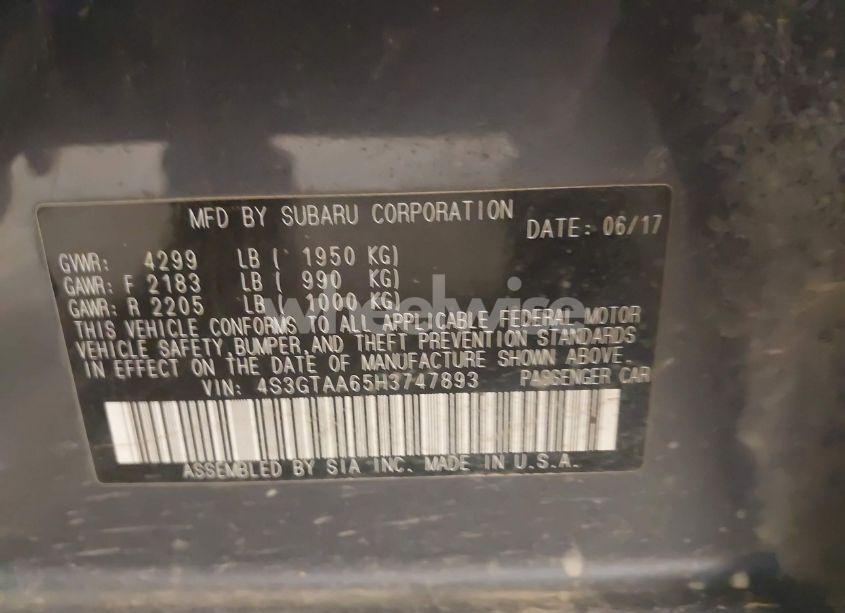 MFD BY SUBARU CORPORATION DATE: 06/17
GVWR: 4299 LB ( 1950 KG)
GAWR: F 2183 LB ( 990 KG)
GAWR: R 2205 LB ( 1000 KG)
wheelwise
THIS VEHICLE CONFORMS TO ALL APPLICABLE FEDERAL MOTOR
VEHICLE SAFETY, BUMPER, AND THEFT PREVENTION STANDARDS
IN EFFECT ON THE DATE OF MANUFACTURE SHOWN ABOVE.
VIN: 4S3GTAA65H3747893 PASSENGER CAR
ASSEMBLED BY SIA INC. MADE IN U.S.A.